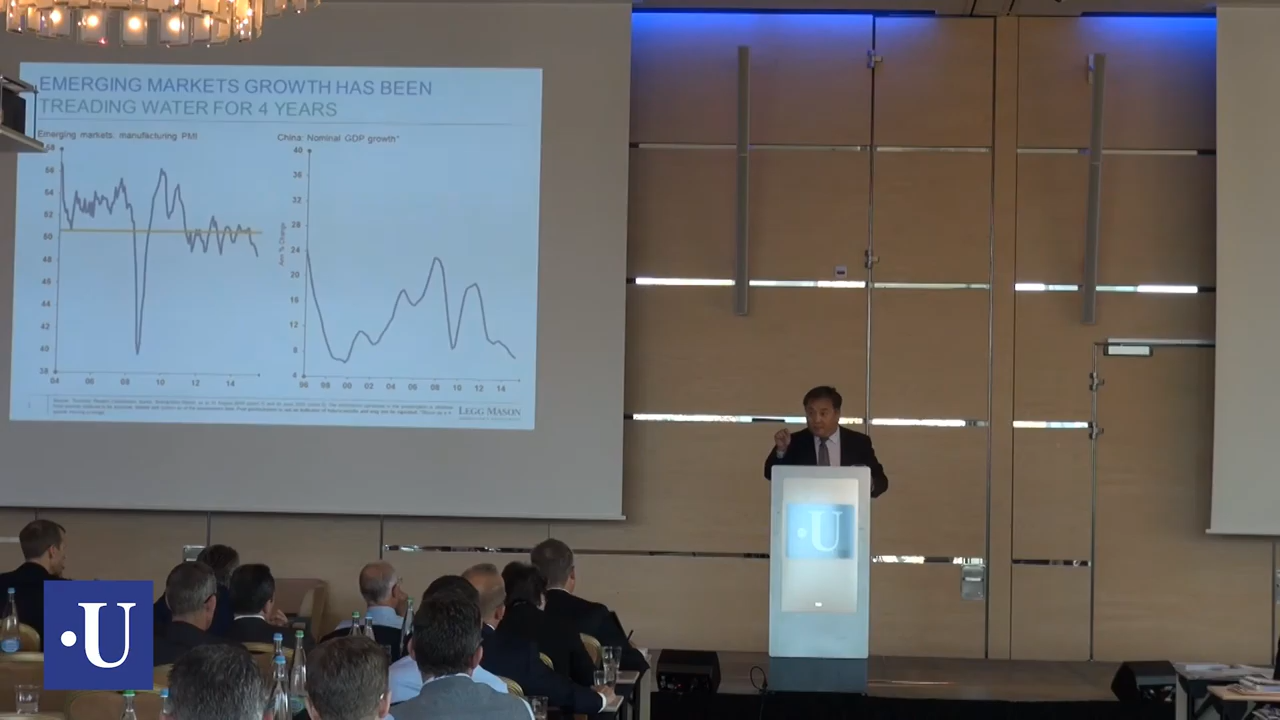 EMERGING MARKETS GROWTH HAS BEEN
TREADING WATER FOR 4 YEARS
Emerging markets: manufacturing PMI
China: Nominal GDP growth*
58
56
54
52
50
48
46
44
42
40
38
04 06 08 10 12 14
40
36
32
28
24
20
16
12
8
4
Ann % Change
96 98 00 02 04 06 08 10 12 14
LEGG MASON
·U
·U